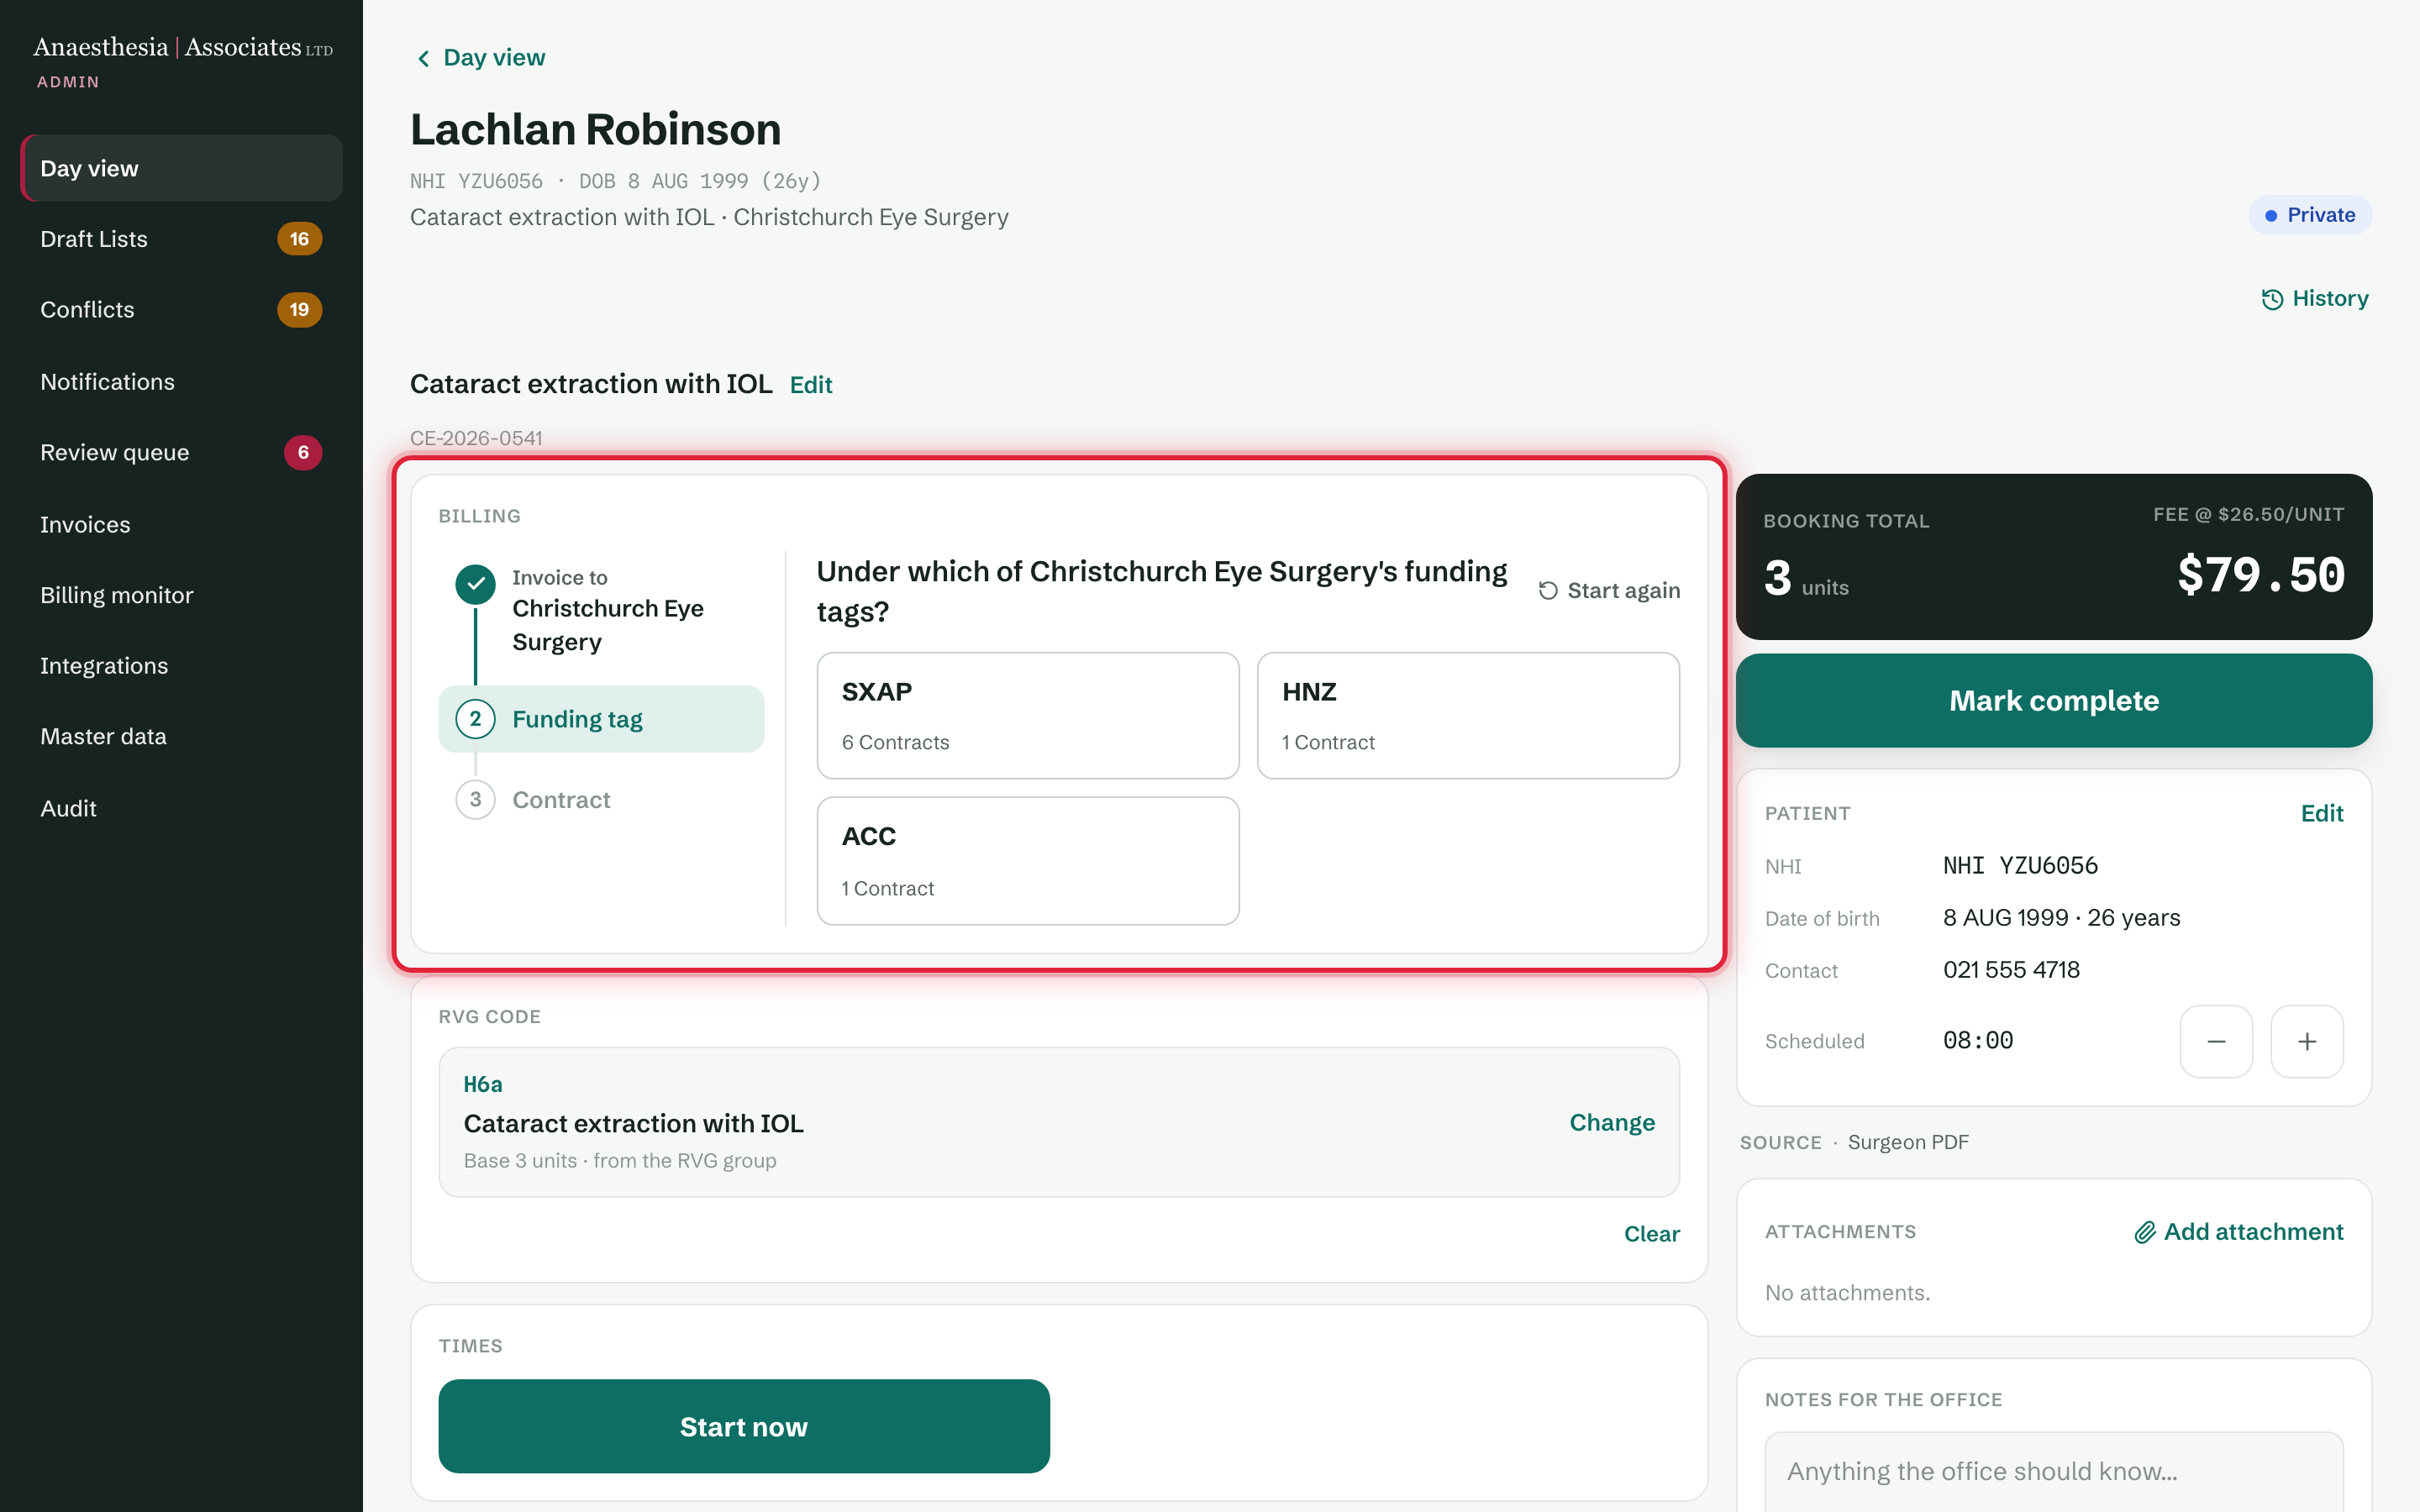 Anaesthesia | Associates LTD
ADMIN
Day view
Draft Lists 16
Conflicts 19
Notifications
Review queue 6
Invoices
Billing monitor
Integrations
Master data
Audit
Day view
Lachlan Robinson
NHI YZU6056 · DOB 8 AUG 1999 (26y)
Cataract extraction with IOL · Christchurch Eye Surgery
Private
History
Cataract extraction with IOL Edit
CE-2026-0541
BILLING
Invoice to
Christchurch Eye
Surgery
2 Funding tag
3 Contract
Under which of Christchurch Eye Surgery's funding
tags?
Start again
SXAP
6 Contracts
HNZ
1 Contract
ACC
1 Contract
RVG CODE
H6a
Cataract extraction with IOL
Base 3 units · from the RVG group
Change
Clear
TIMES
Start now
BOOKING TOTAL
FEE @ $26.50/UNIT
3 units
$79.50
Mark complete
PATIENT Edit
NHI NHI YZU6056
Date of birth 8 AUG 1999 · 26 years
Contact 021 555 4718
Scheduled 08:00 − +
SOURCE · Surgeon PDF
ATTACHMENTS Add attachment
No attachments.
NOTES FOR THE OFFICE
Anything the office should know...